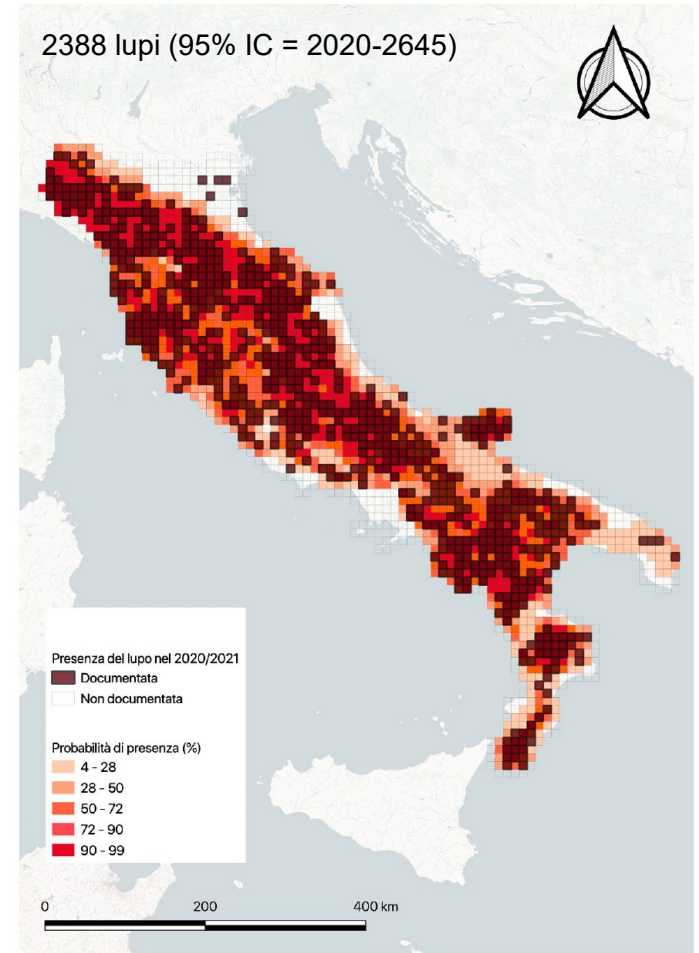 2388 lupi (95% IC = 2020-2645)
Presenza del lupo nel 2020/2021
Documentata
Non documentata
Probabilità di presenza (%)
4 - 28
28 - 50
50 - 72
72 - 90
90 - 99
0 200 400 km